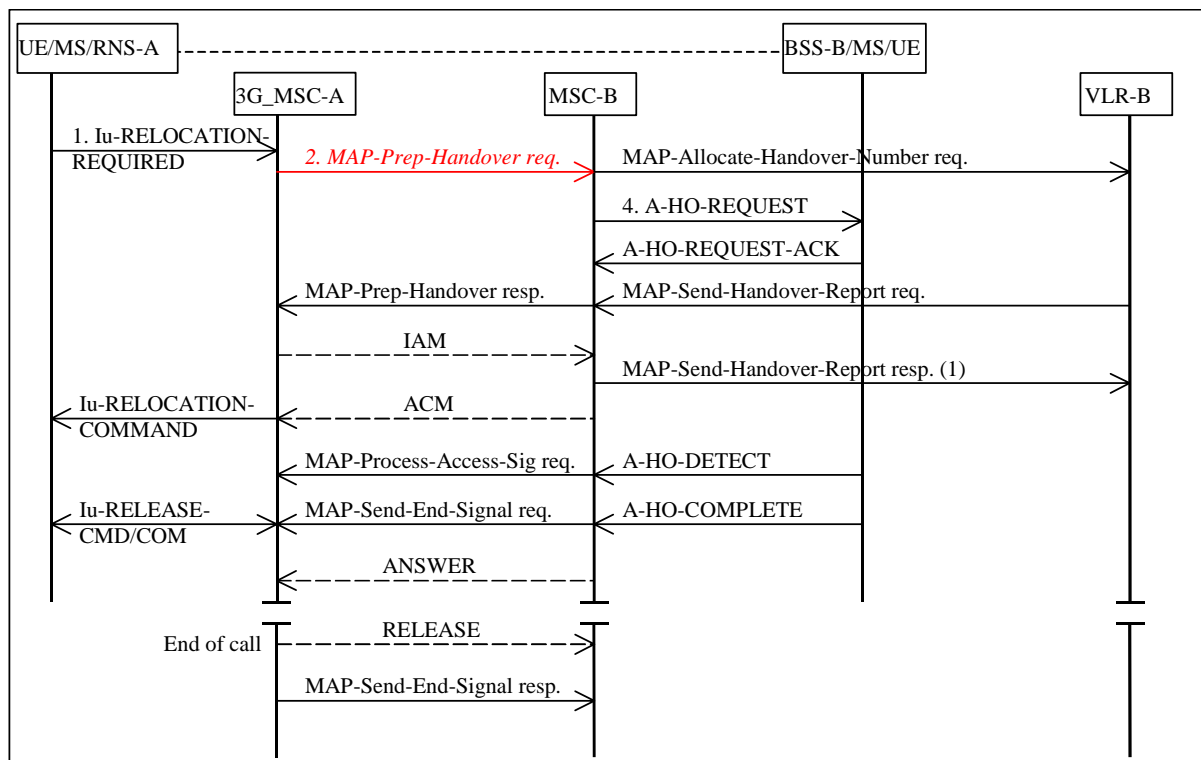 UE/MS/RNS-A
BSS-B/MS/UE
3G_MSC-A
MSC-B
VLR-B
1. Iu-RELOCATION-
REQUIRED
2. MAP-Prep-Handover req.
MAP-Allocate-Handover-Number req.
4. A-HO-REQUEST
A-HO-REQUEST-ACK
MAP-Prep-Handover resp.
MAP-Send-Handover-Report req.
IAM
MAP-Send-Handover-Report resp. (1)
Iu-RELOCATION-
COMMAND
ACM
MAP-Process-Access-Sig req.
A-HO-DETECT
Iu-RELEASE-
CMD/COM
MAP-Send-End-Signal req.
A-HO-COMPLETE
ANSWER
End of call
RELEASE
MAP-Send-End-Signal resp.